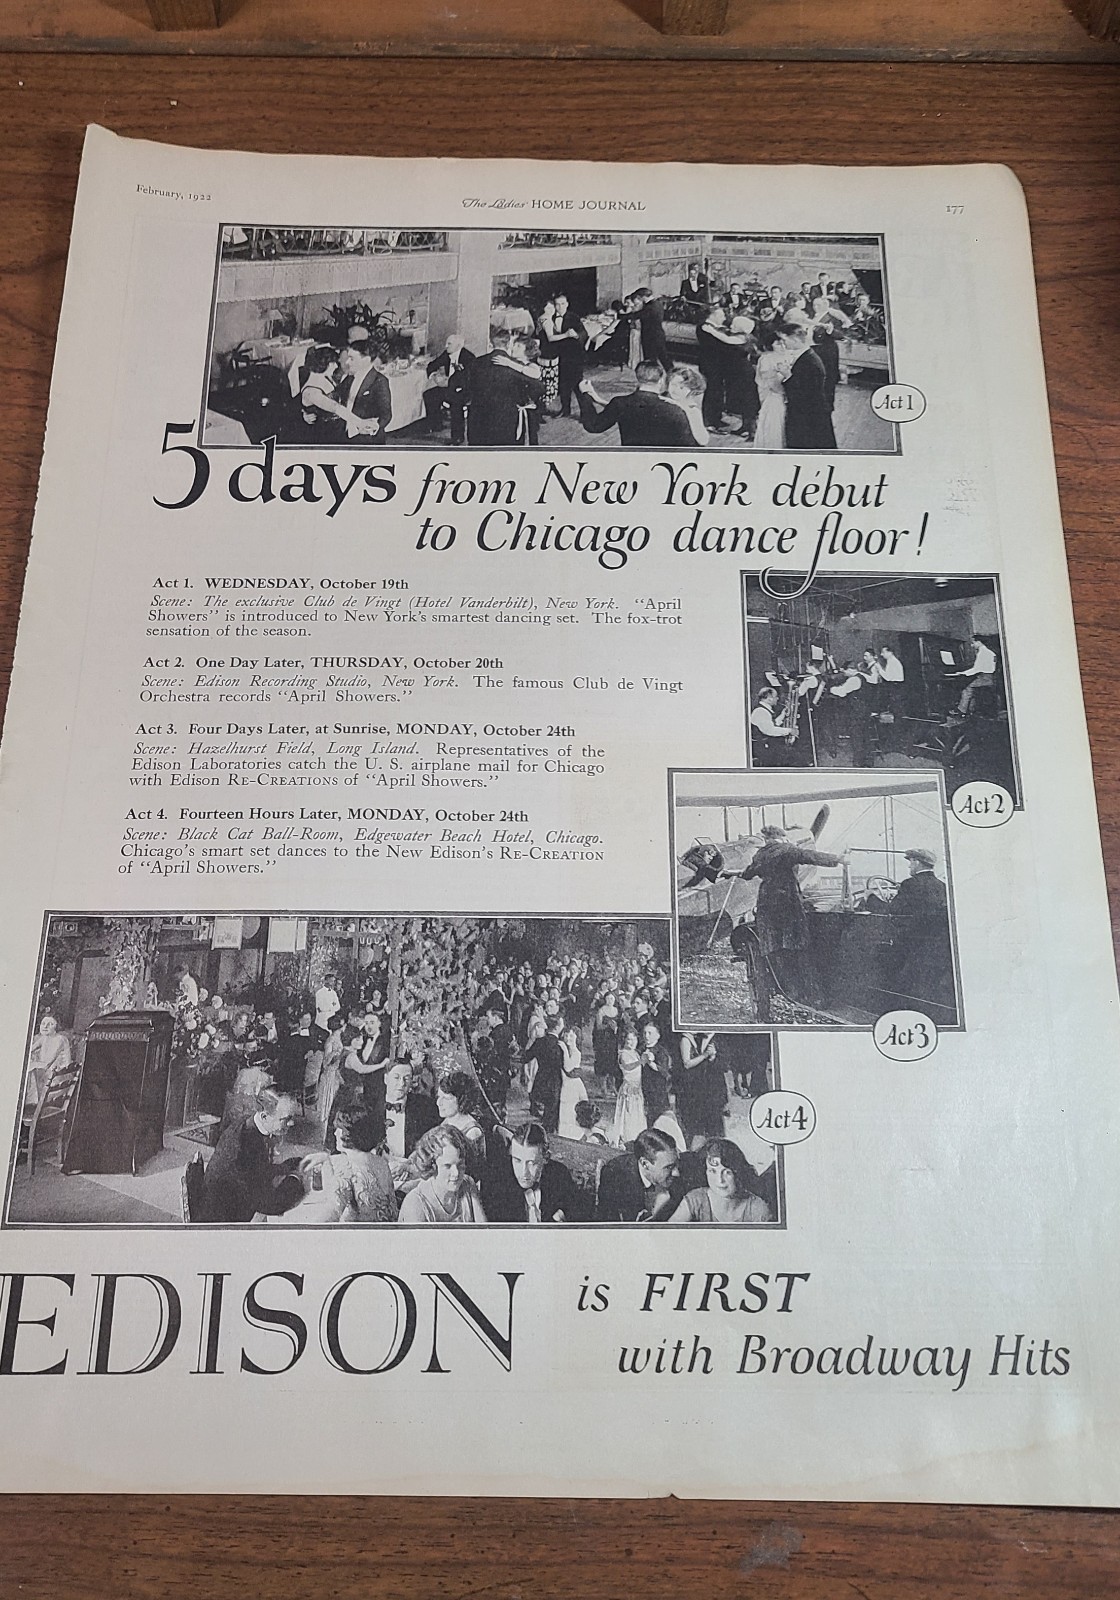 February, 1922
The Ladies' HOME JOURNAL
177
Act 1
5 days from New York début
to Chicago dance floor!
Act 1. WEDNESDAY, October 19th
Scene: The exclusive Club de Vingt (Hotel Vanderbilt), New York. "April
Showers" is introduced to New York's smartest dancing set. The fox-trot
sensation of the season.
Act 2. One Day Later, THURSDAY, October 20th
Scene: Edison Recording Studio, New York. The famous Club de Vingt
Orchestra records "April Showers."
Act 3. Four Days Later, at Sunrise, MONDAY, October 24th
Scene: Hazelhurst Field, Long Island. Representatives of the
Edison Laboratories catch the U. S. airplane mail for Chicago
with Edison RE-CREATIONS of "April Showers."
Act 4. Fourteen Hours Later, MONDAY, October 24th
Scene: Black Cat Ball-Room, Edgewater Beach Hotel, Chicago.
Chicago's smart set dances to the New Edison's RE-CREATION
of "April Showers."
Act 2
Act 3
Act 4
EDISON is FIRST
with Broadway Hits